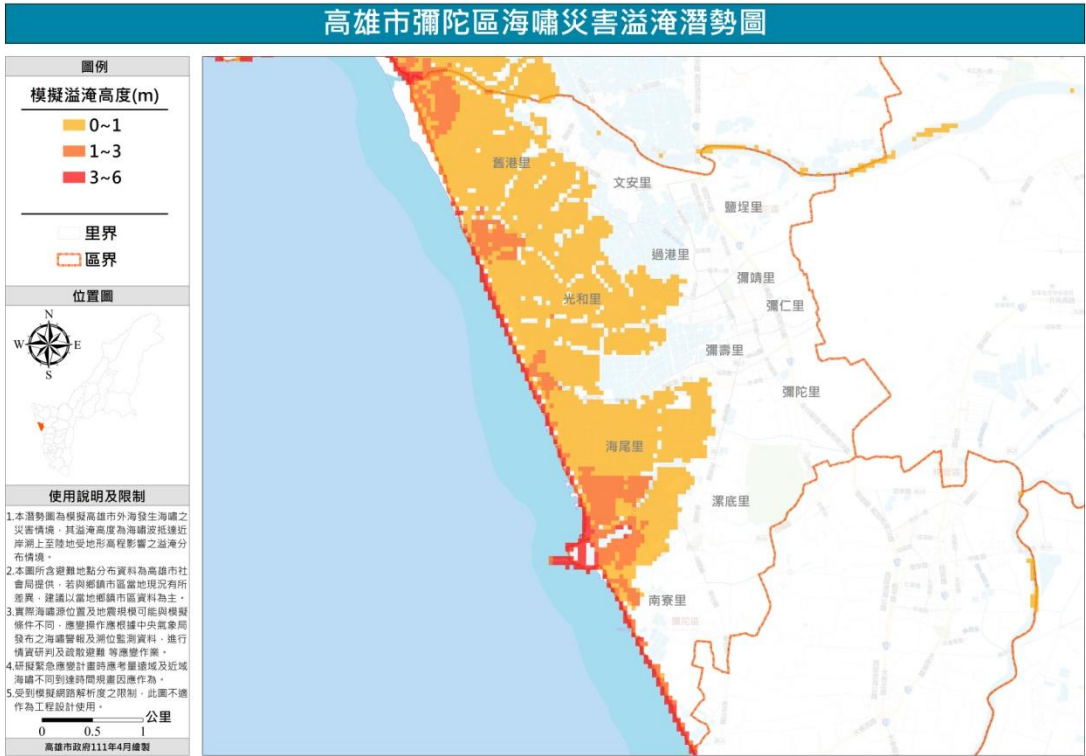 高雄市彌陀區海嘯災害溢淹潛勢圖
圖例
模擬溢淹高度(m)
0~1
1~3
3~6
里界
區界
位置圖
N
W
E
S
使用說明及限制
1.本潛勢圖為模擬高雄市外海發生海嘯之
災害情境，其溢淹高度為海嘯波抵達近
岸溯上至陸地受地形高程影響之溢淹分
布情境。
2.本圖所含避難地點分布資料為高雄市社
會局提供，若與鄉鎮市區當地現況有所
差異，建議以當地鄉鎮市區資料為主。
3.實際海嘯源位置及地震規模可能與模擬
條件不同，應變操作應根據中央氣象局
發布之海嘯警報及潮位監測資料，進行
情資研判及疏散避難 等應變作業。
4.研擬緊急應變計畫時應考量遠域及近域
海嘯不同到達時間規畫因應作為。
5.受到模擬網路解析度之限制，此圖不適
作為工程設計使用。
公里
0 0.5 1
高雄市政府111年4月繪製
舊港里
文安里
鹽埕里
過港里
彌靖里
光和里
彌仁里
彌壽里
彌陀里
海尾里
漯底里
南寮里
彌陀區